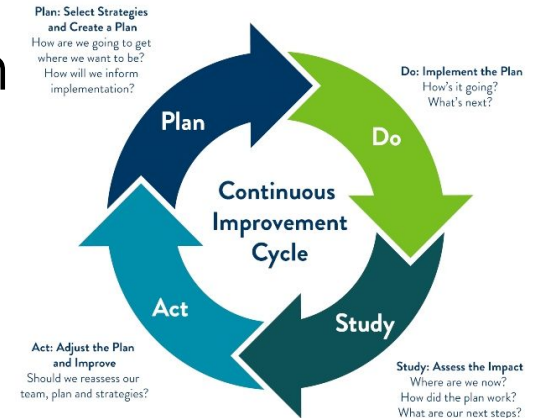 Plan: Select Strategies
and Create a Plan
How are we going to get
where we want to be?
How will we inform
implementation?
Do: Implement the Plan
How's it going?
What's next?
Plan
Do
Continuous
Improvement
Cycle
Act
Study
Act: Adjust the Plan
and Improve
Should we reassess our
team, plan and strategies?
Study: Assess the Impact
Where are we now?
How did the plan work?
What are our next steps?